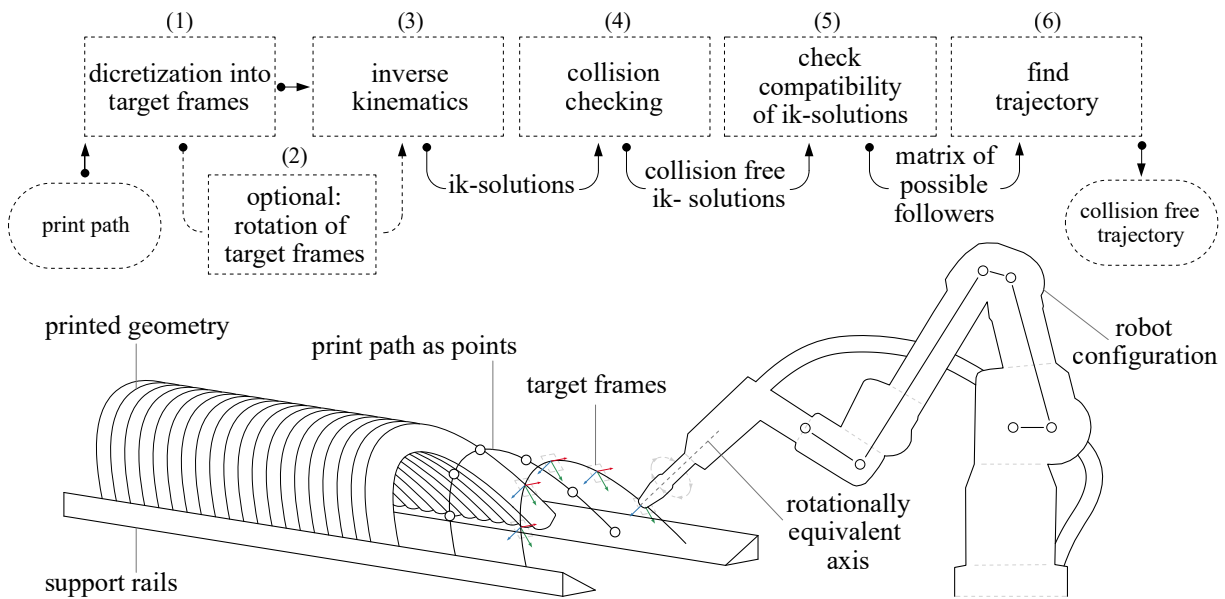 (1)
dicretization into
target frames
(2)
optional:
rotation of
target frames
(3)
inverse
kinematics
(4)
collision
checking
(5)
check
compatibility
of ik-solutions
(6)
find
trajectory
print path
ik-solutions
collision free
ik- solutions
matrix of
possible
followers
collision free
trajectory
printed geometry
print path as points
target frames
robot
configuration
rotationally
equivalent
axis
support rails